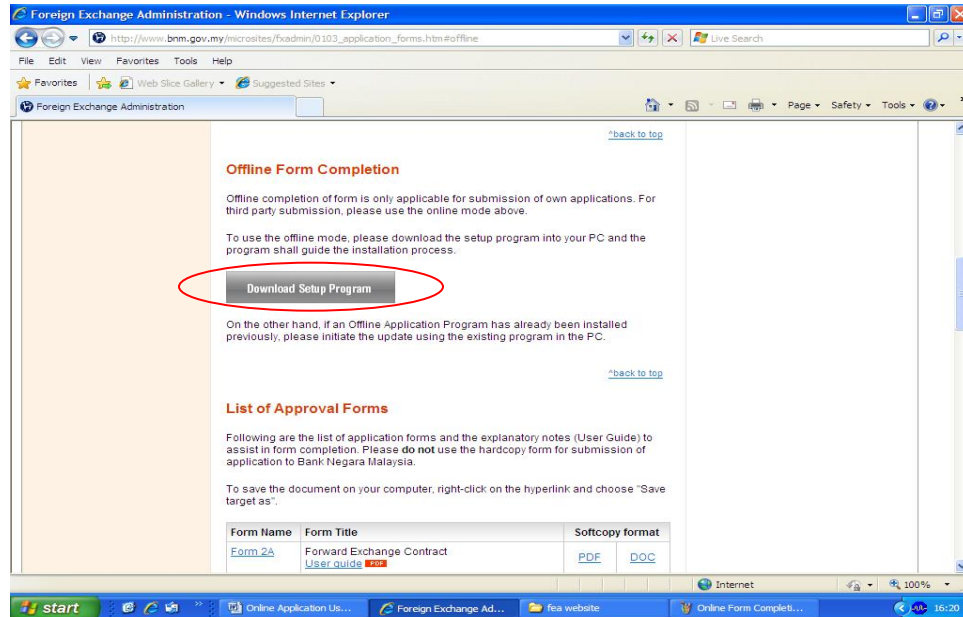 Foreign Exchange Administration - Windows Internet Explorer
http://www.bnm.gov.my/microsites/fxadmin/0103_application_forms.htm#offline
Live Search
File Edit View Favorites Tools Help
Favorites Web Slice Gallery Suggested Sites
Foreign Exchange Administration
Page Safety Tools
^back to top
Offline Form Completion
Offline completion of form is only applicable for submission of own applications. For
third party submission, please use the online mode above.
To use the offline mode, please download the setup program into your PC and the
program shall guide the installation process.
Download Setup Program
On the other hand, if an Offline Application Program has already been installed
previously, please initiate the update using the existing program in the PC.
^back to top
List of Approval Forms
Following are the list of application forms and the explanatory notes (User Guide) to
assist in form completion. Please do not use the hardcopy form for submission of
application to Bank Negara Malaysia.
To save the document on your computer, right-click on the hyperlink and choose "Save
target as".
Form Name Form Title Softcopy format
Form 2A Forward Exchange Contract PDF DOC
User guide PDF
Internet 100%
start Online Application Us... Foreign Exchange Ad... fea website Online Form Completi... 16:20